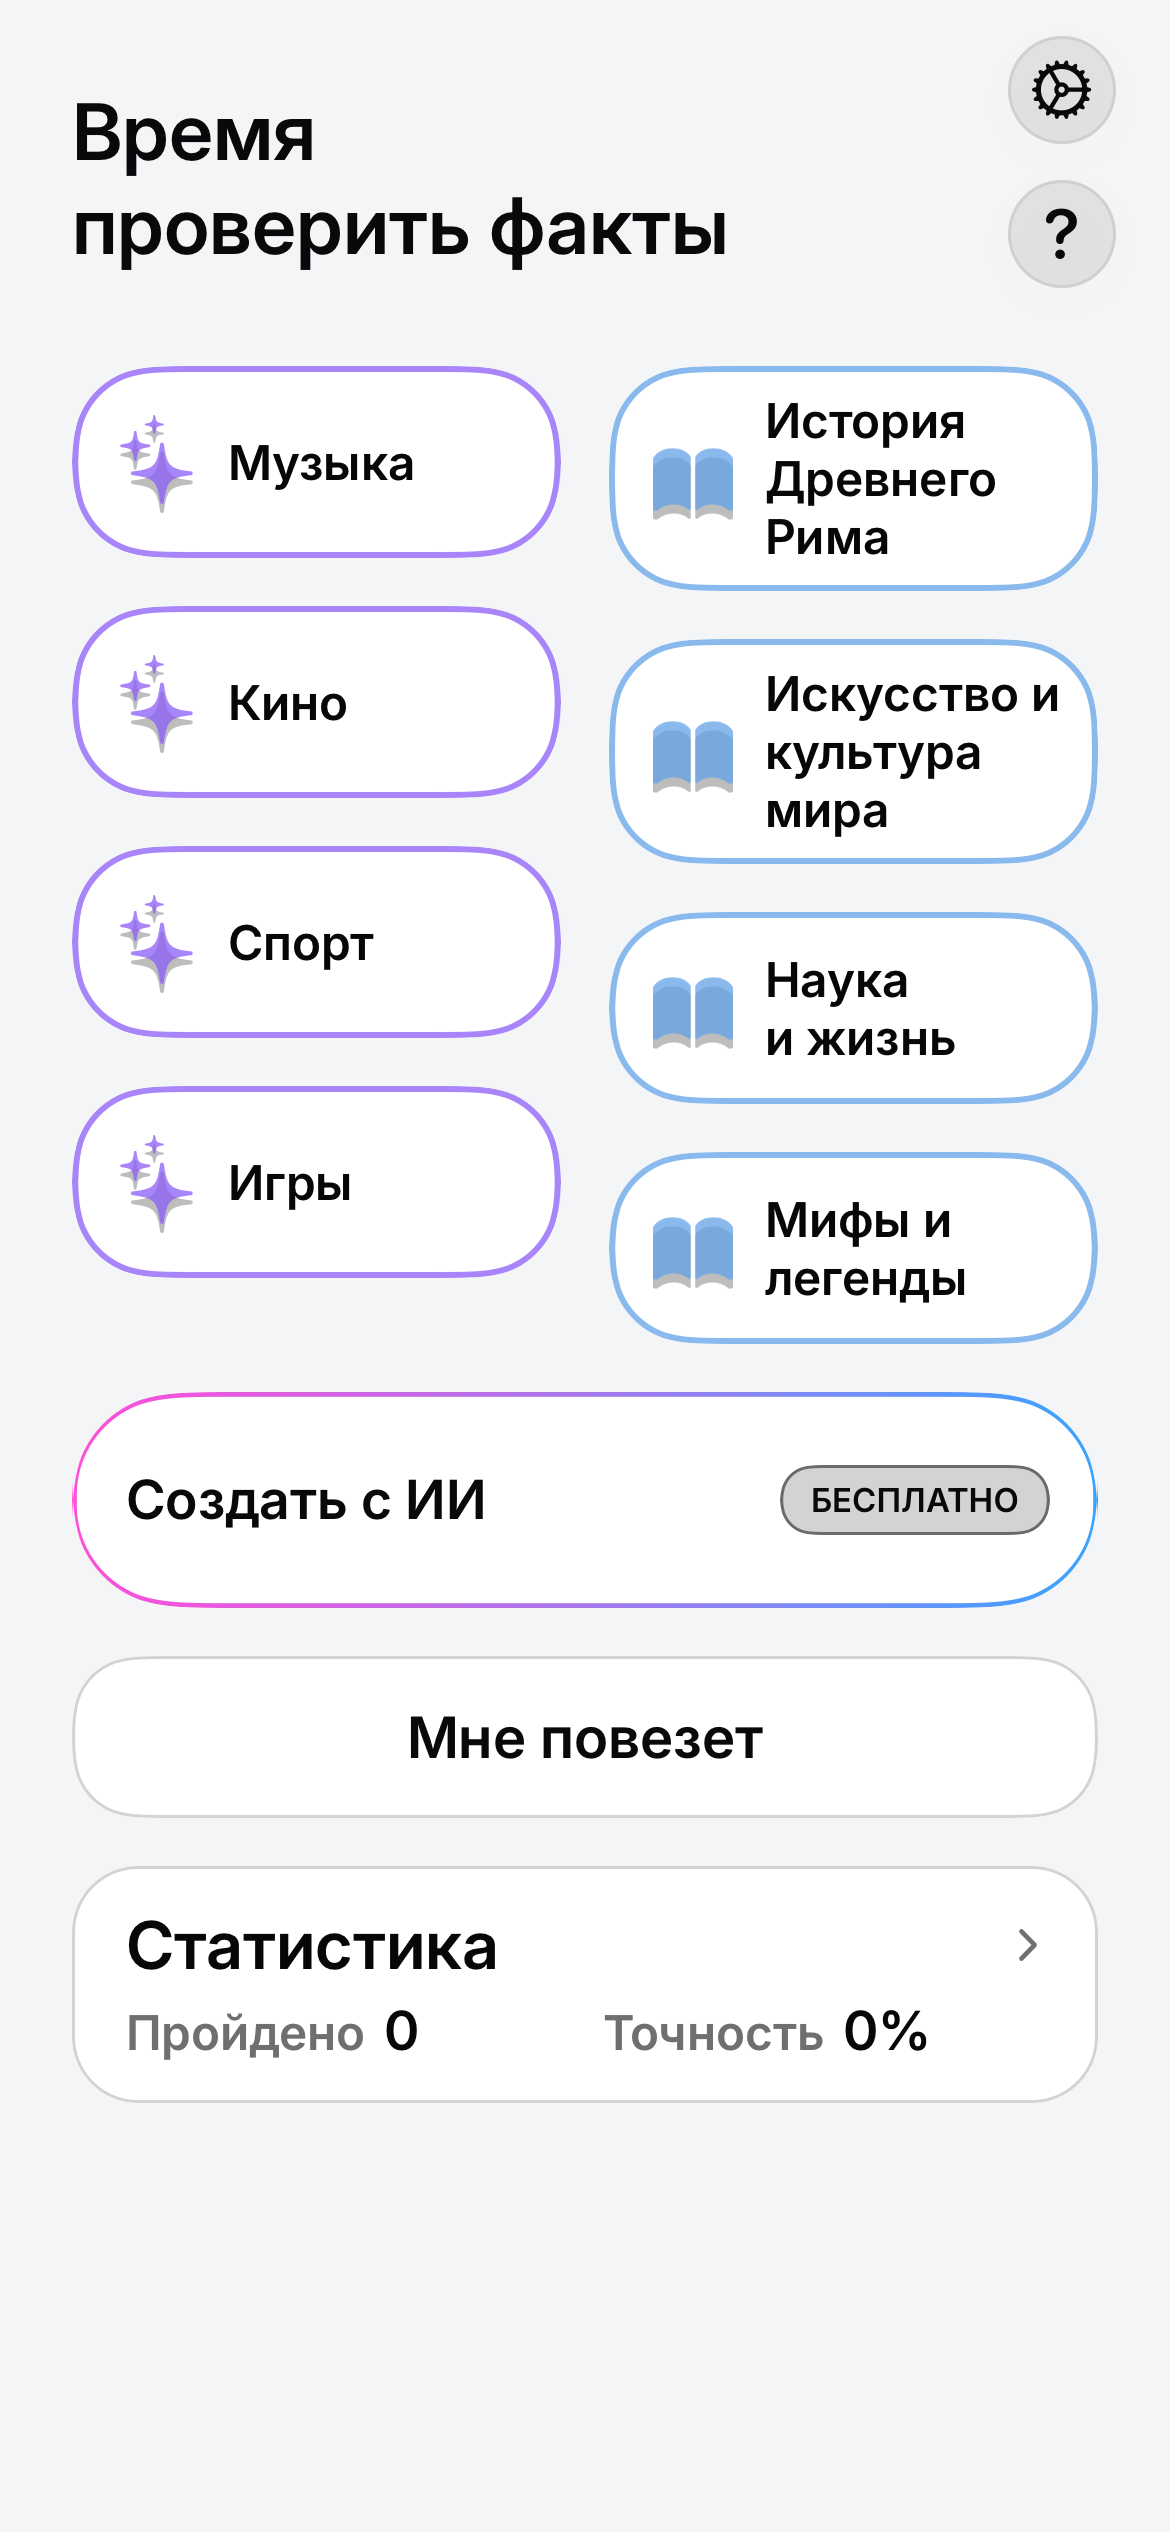 Время
проверить факты
?
Музыка
Кино
Спорт
Игры
История
Древнего
Рима
Искусство и
культура
мира
Наука
и жизнь
Мифы и
легенды
Создать с ИИ
БЕСПЛАТНО
Мне повезет
Статистика
Пройдено 0
Точность 0%